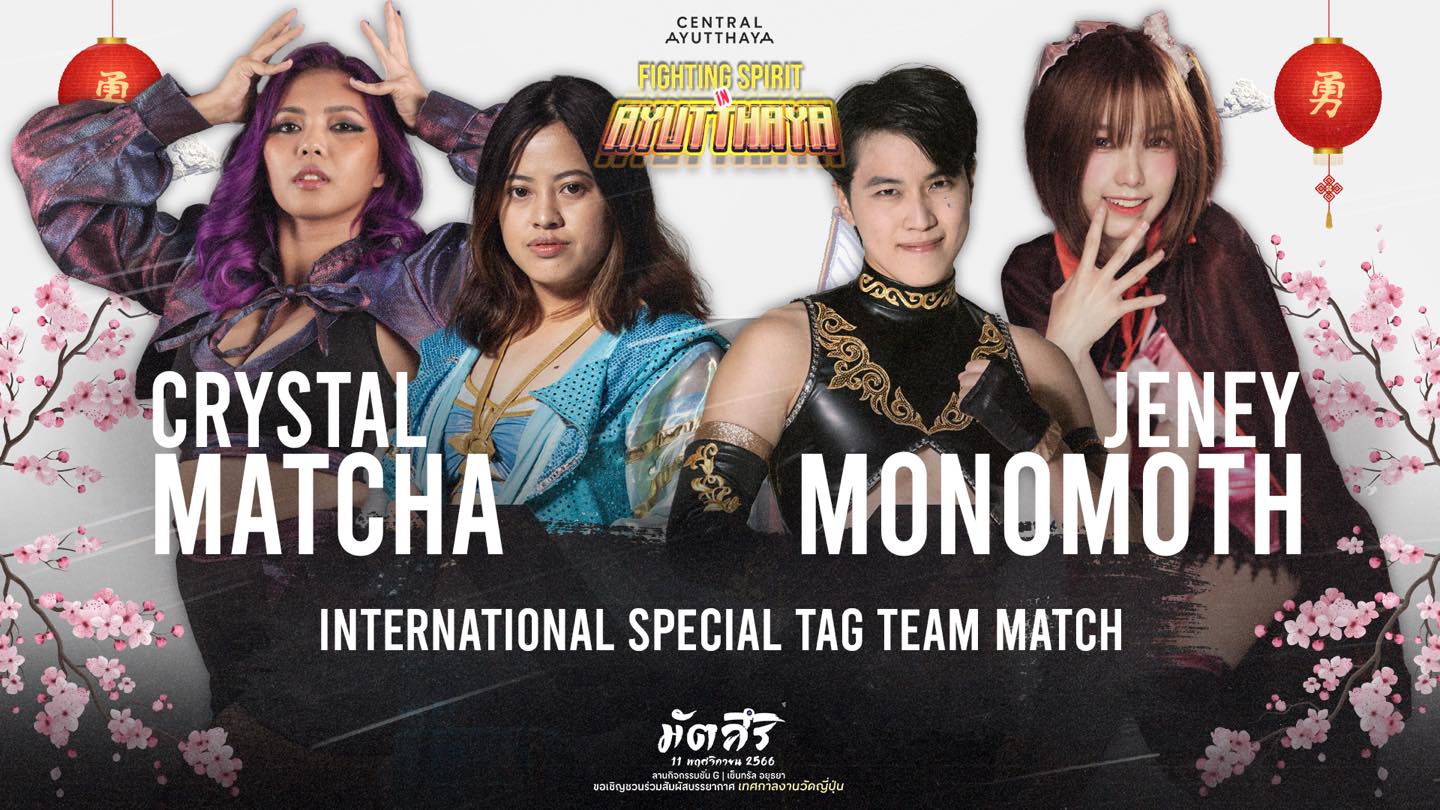 CENTRAL
AYUTTHAYA
FIGHTING SPIRIT
IN
AYUTTHAYA
勇
勇
CRYSTAL
MATCHA
JENEY
MONOMOTH
INTERNATIONAL SPECIAL TAG TEAM MATCH
มัตสึริ
11 พฤศจิกายน 2566
ลานกิจกรรมชั้น G | เซ็นทรัล อยุธยา
ขอเชิญชวนร่วมสัมผัสบรรยากาศ เทศกาลงานวัดญี่ปุ่น